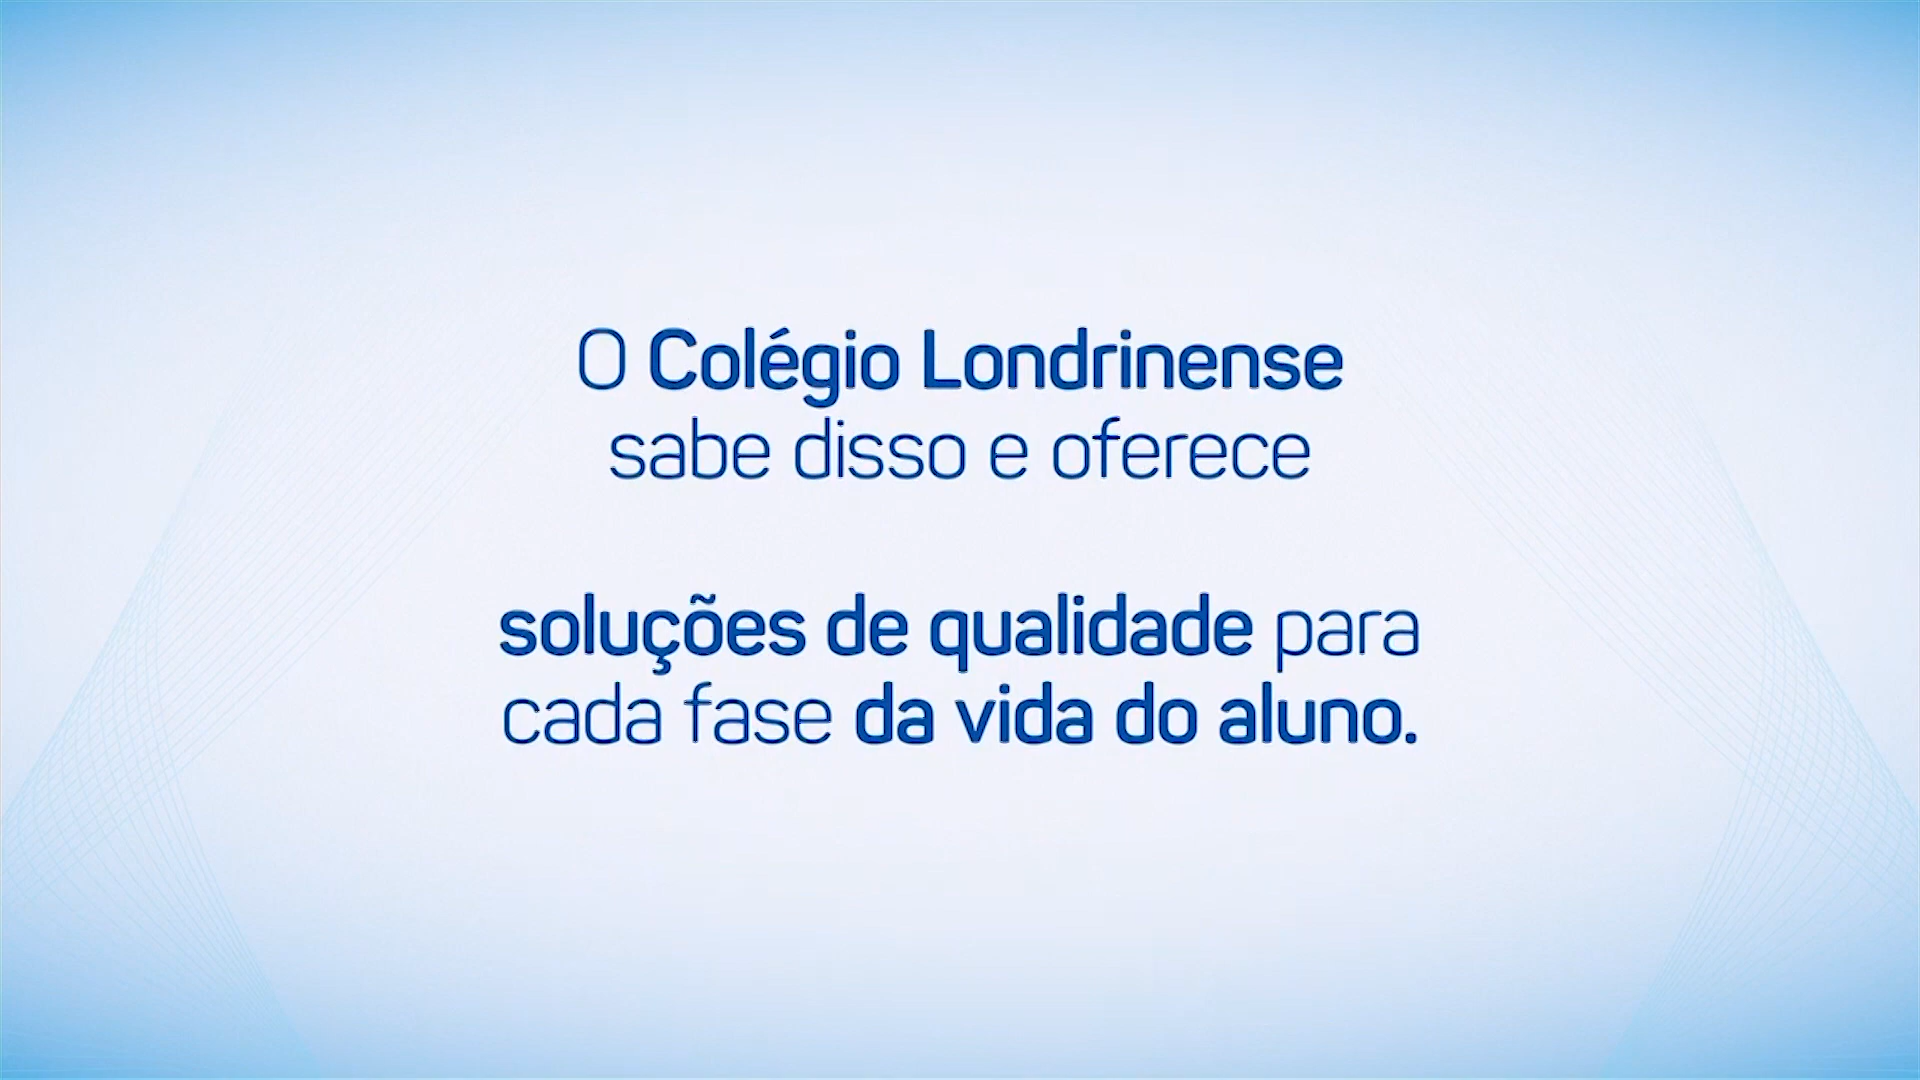 O Colégio Londrinense
sabe disso e oferece
soluções de qualidade para
cada fase da vida do aluno.